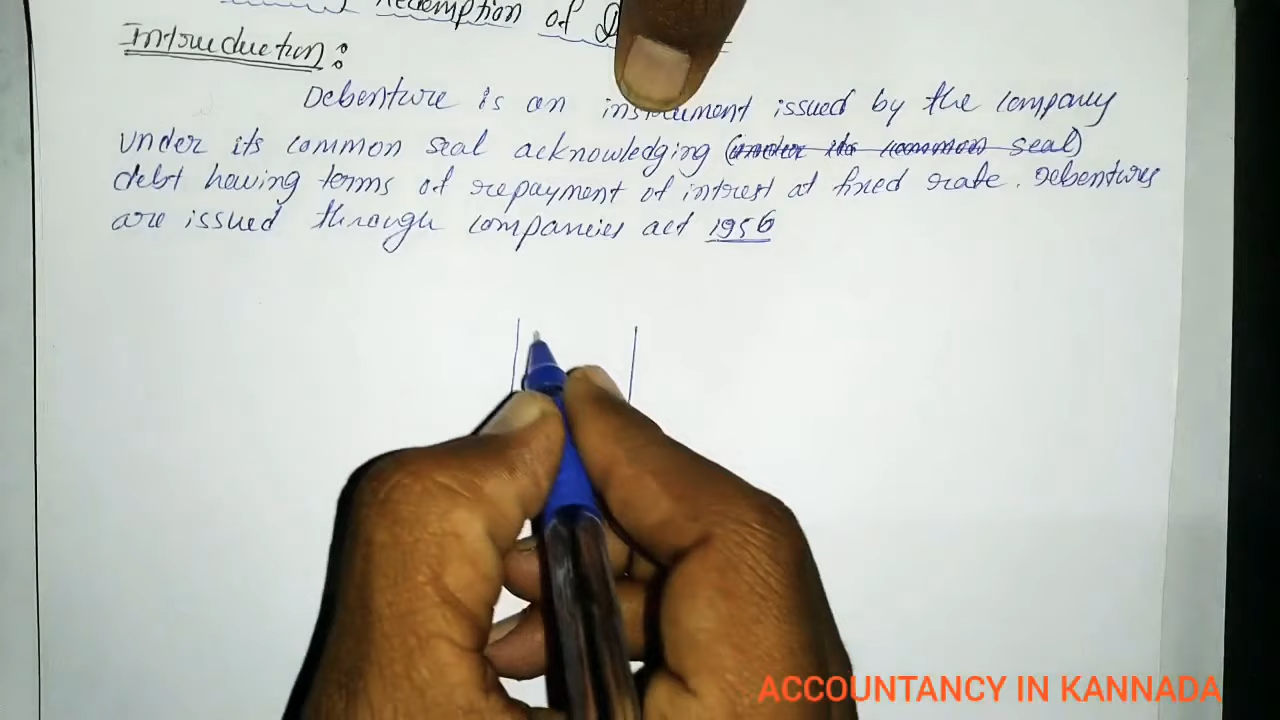 Redemption of
Introduction:
Debenture is an instrument issued by the company
under its common seal acknowledging (under its common seal)
debt having terms of repayment of interest at fixed rate. Debentures
are issued through companies act 1956
ACCOUNTANCY IN KANNADA